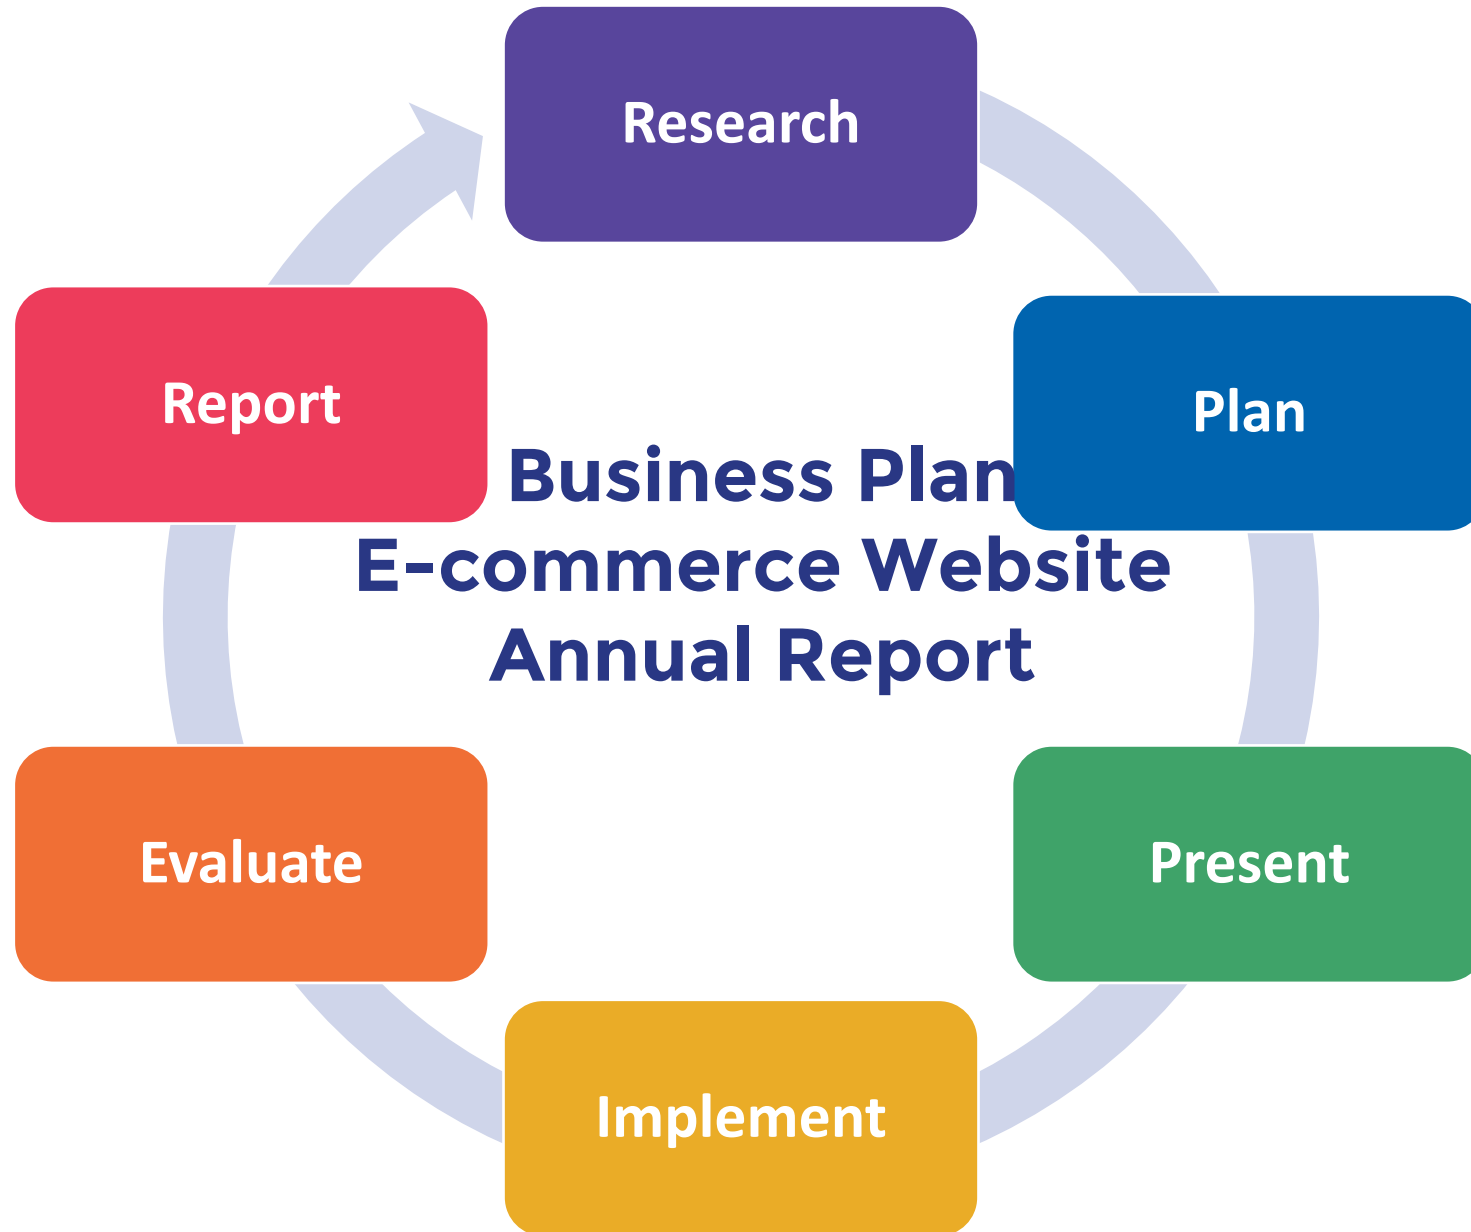 Research
Plan
Present
Implement
Evaluate
Report
Business Plan
E-commerce Website
Annual Report